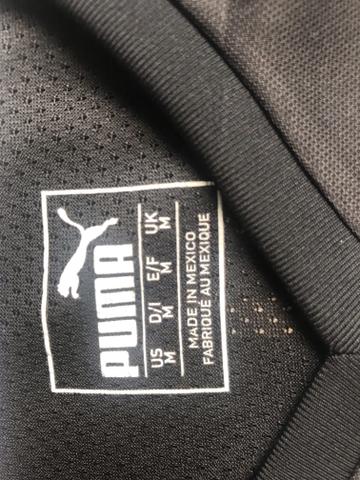 PUMA
US D/I E/F UK
M M M M
MADE IN MEXICO
FABRIQUÉ AU MEXIQUE